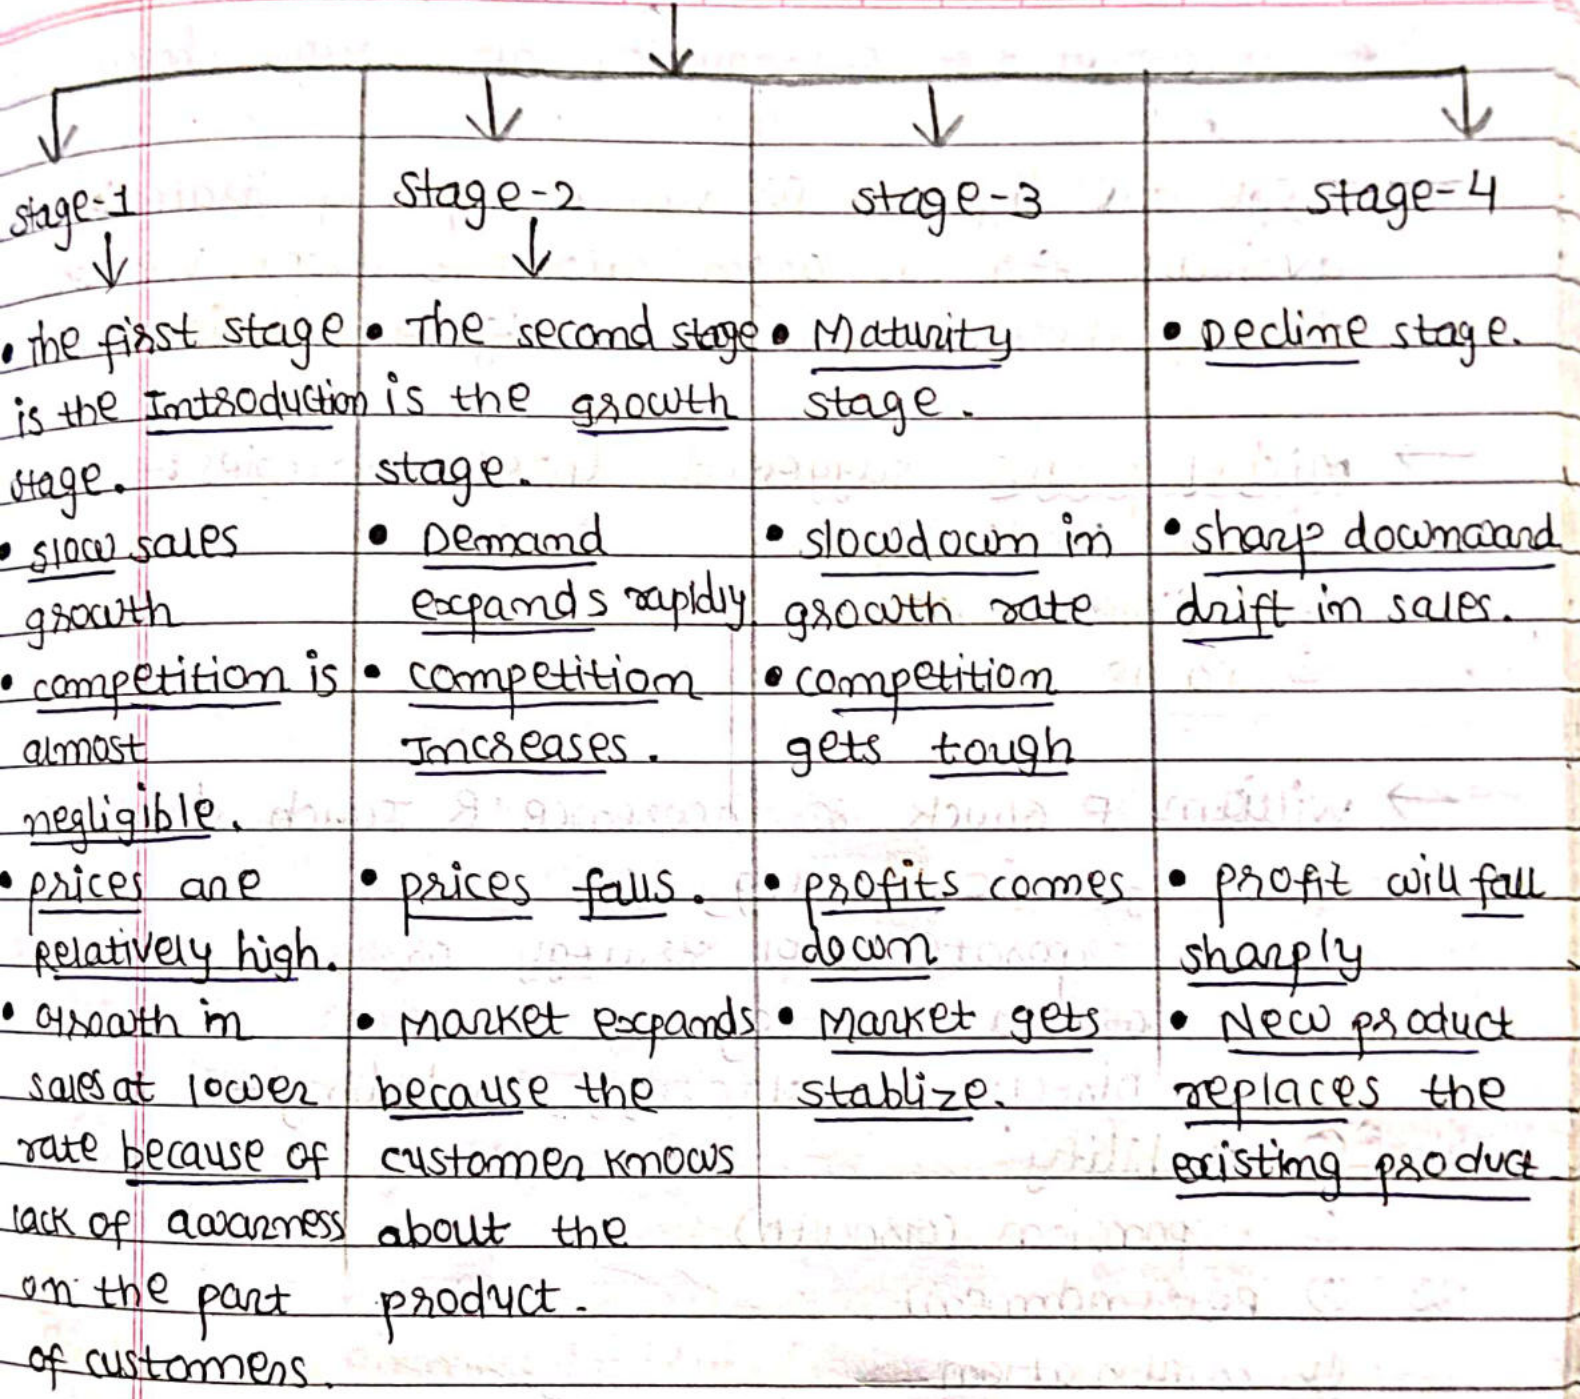 Stage-1
↓
• The first stage
is the Introduction
stage.
• slow sales
growth
• competition is
almost
negligible.
• prices are
Relatively high.
• Growth in
sales at lower
rate because of
lack of awarness
on the part
of customers.
Stage-2
↓
• The second stage
is the growth
stage.
• Demand
expands rapidly
• competition
Increases.
• prices falls.
• Market expands
because the
customer knows
about the
product.
Stage-3
• Maturity
stage.
• slowdown in
growth rate
• competition
gets tough
• profits comes
down
• Market gets
stablize.
Stage-4
• Decline stage.
• sharp downward
drift in sales.
• profit will fall
sharply
• New product
replaces the
existing product